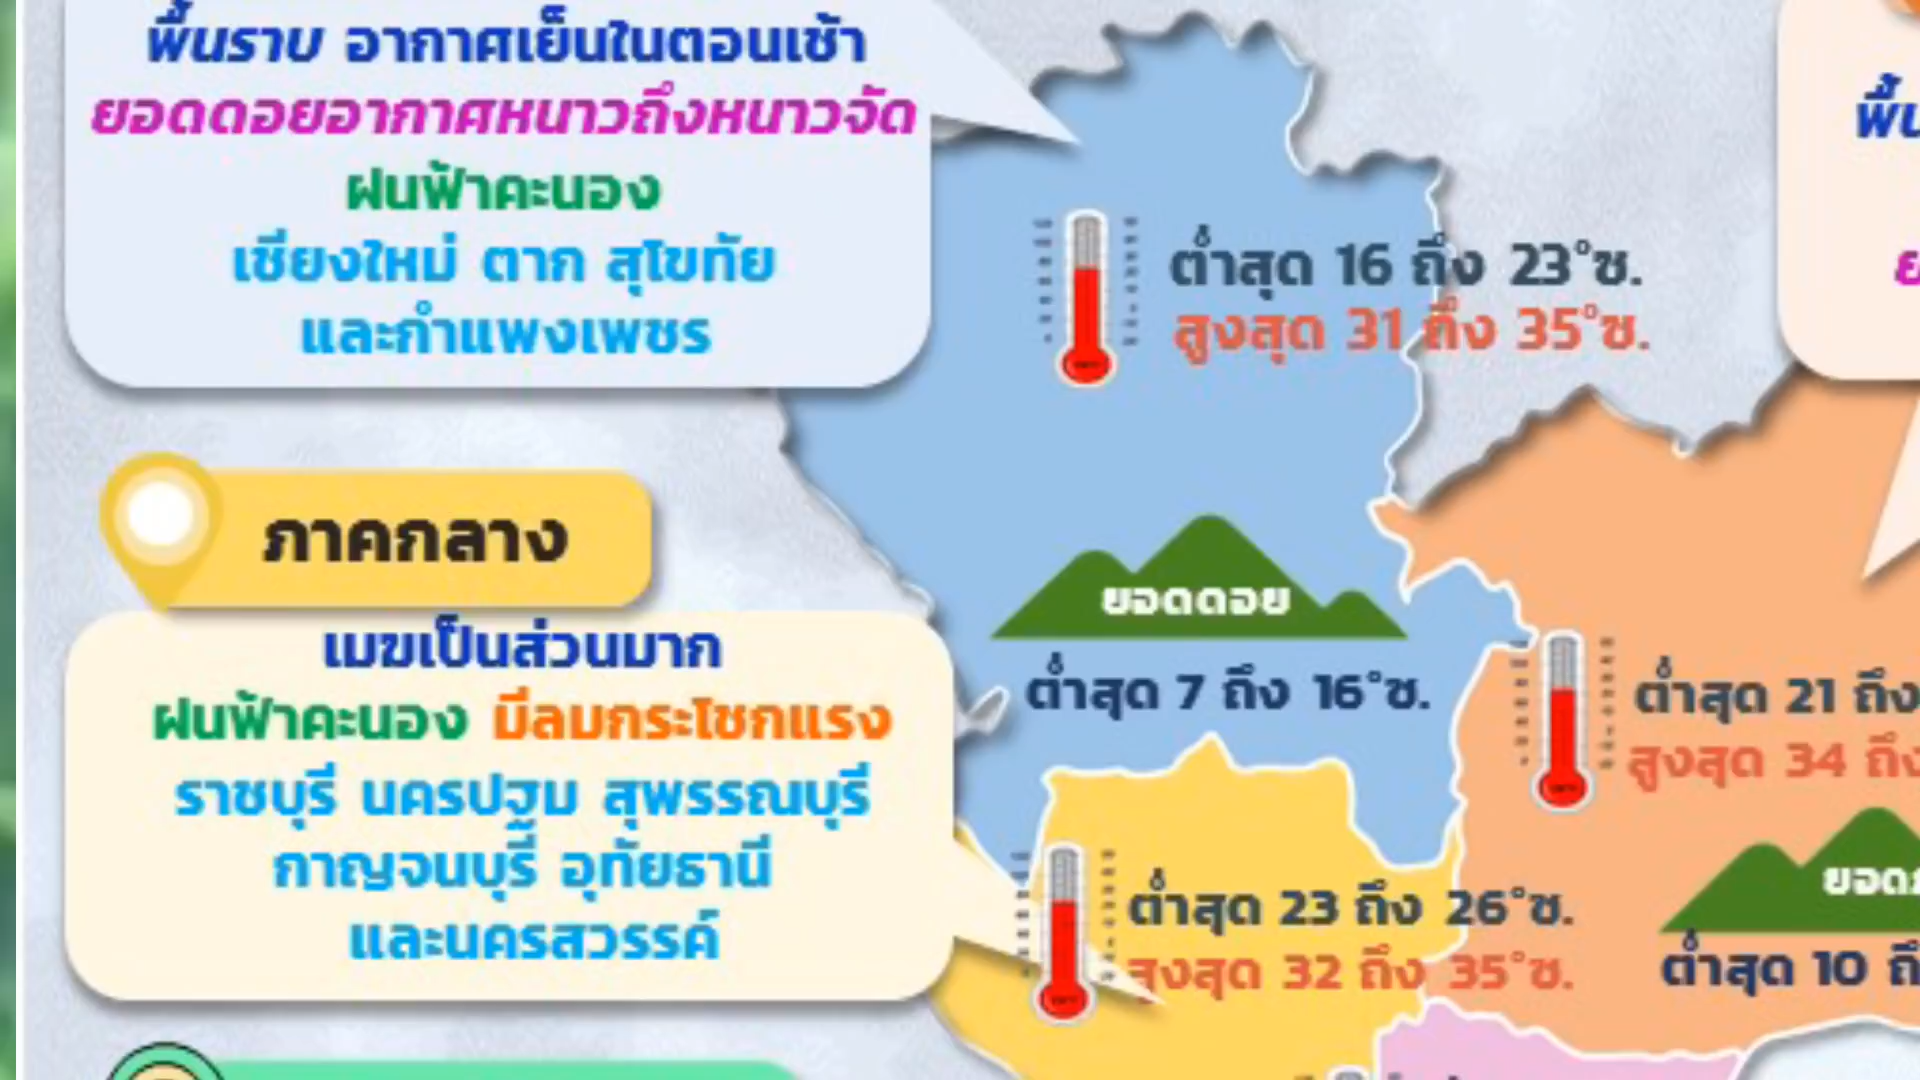 พื้นราบ อากาศเย็นในตอนเช้า
ยอดดอยอากาศหนาวถึงหนาวจัด
ฝนฟ้าคะนอง
เชียงใหม่ ตาก สุโขทัย
และกำแพงเพชร
ต่ำสุด 16 ถึง 23°ซ.
สูงสุด 31 ถึง 35°ซ.
ยอดดอย
ต่ำสุด 7 ถึง 16°ซ.
ภาคกลาง
เมฆเป็นส่วนมาก
ฝนฟ้าคะนอง มีลมกระโชกแรง
ราชบุรี นครปฐม สุพรรณบุรี
กาญจนบุรี อุทัยธานี
และนครสวรรค์
ต่ำสุด 23 ถึง 26°ซ.
สูงสุด 32 ถึง 35°ซ.
ต่ำสุด 21 ถึง
สูงสุด 34 ถึง
ต่ำสุด 10